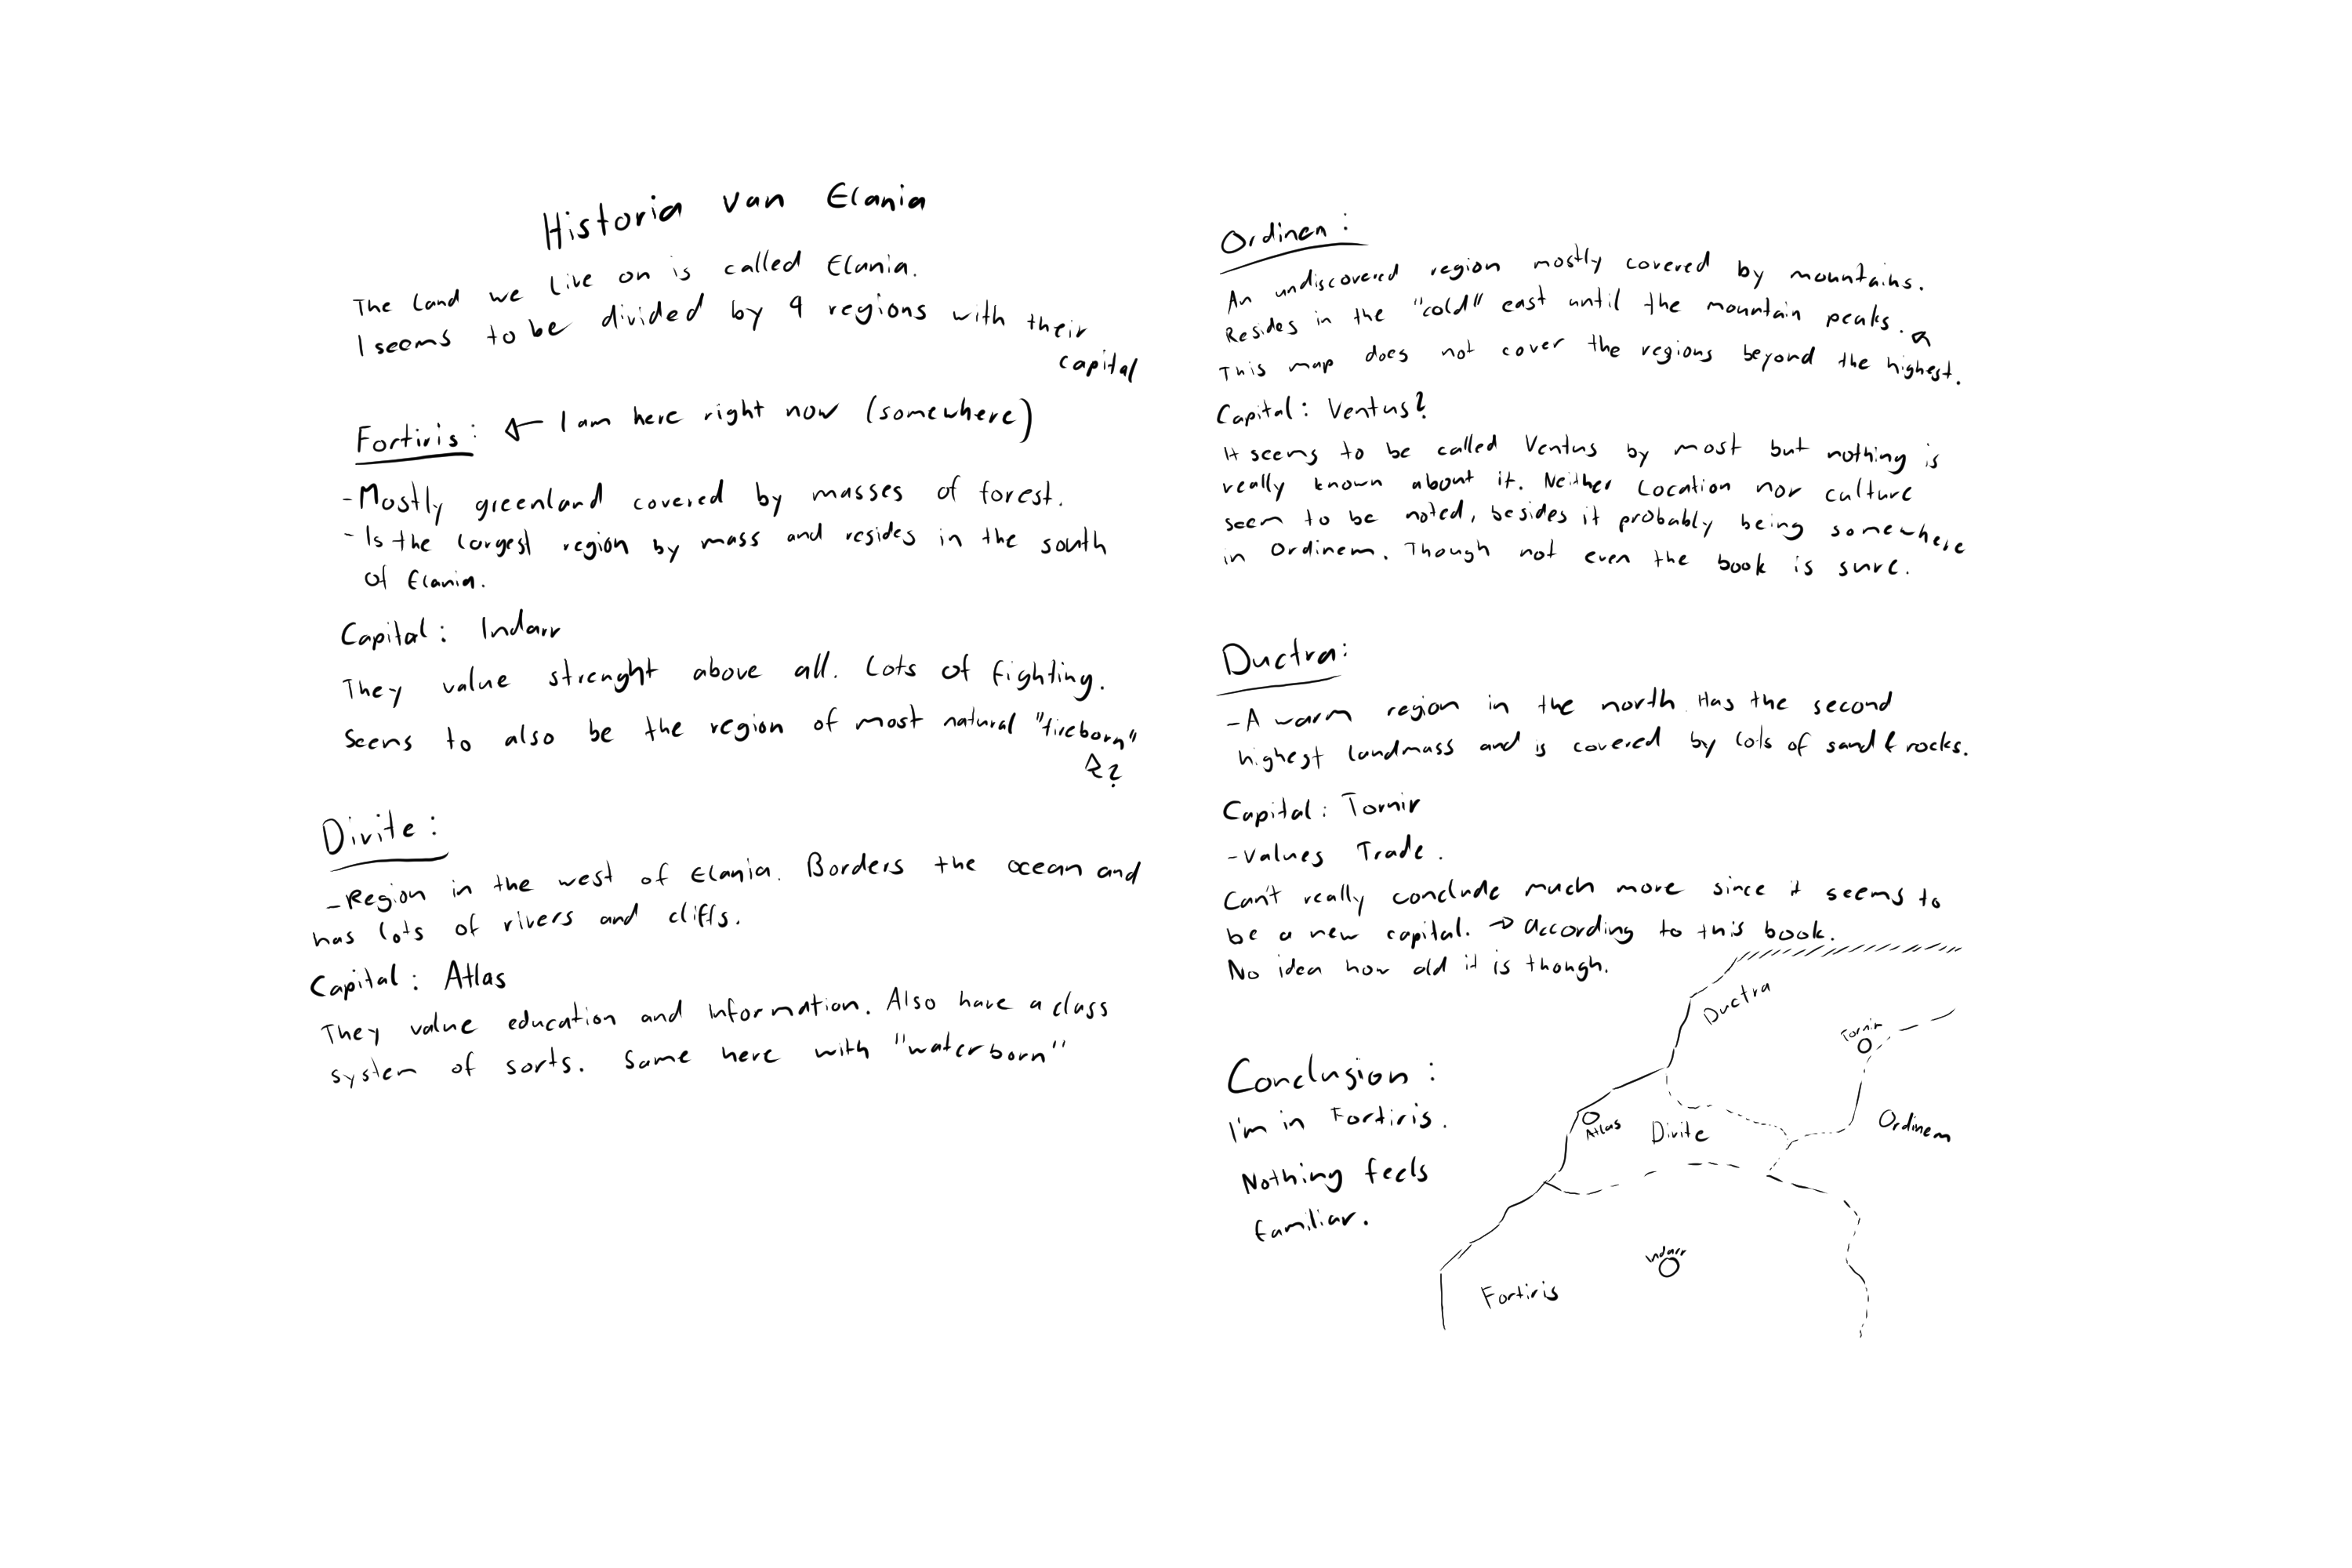 Historia van Elania
The land we live on is called Elania.
I seems to be divided by 4 regions with their
capital
Fortiris: ← I am here right now (somewhere)
-Mostly greenland covered by masses of forest.
-Is the largest region by mass and resides in the south
of Elania.
Capital: Indarr
They value strenght above all. Lots of fighting.
Seems to also be the region of most natural "fireborn"
↑?
Divite:
-Region in the west of Elania. Borders the ocean and
has lots of rivers and cliffs.
Capital: Atlas
They value education and information. Also have a class
system of sorts. Same here with "waterborn"
Ordinem:
An undiscovered region mostly covered by mountains.
Resides in the "cold" east until the mountain peaks.
This map does not cover the regions beyond the highest.
Capital: Ventus?
It seems to be called Ventus by most but nothing is
really known about it. Neither Location nor culture
seem to be noted, besides it probably being somewhere
in Ordinem. Though not even the book is sure.
Ductra:
-A warm region in the north Has the second
highest landmass and is covered by lots of sand & rocks.
Capital: Tornir
-Values Trade.
Can't really conclude much more since it seems to
be a new capital. → According to this book.
No idea how old it is though.
Conclusion:
I'm in Fortiris.
Nothing feels
familiar.
Ductra
Tornir
Atlas
Divite
Ordinem
Indarr
Fortiris